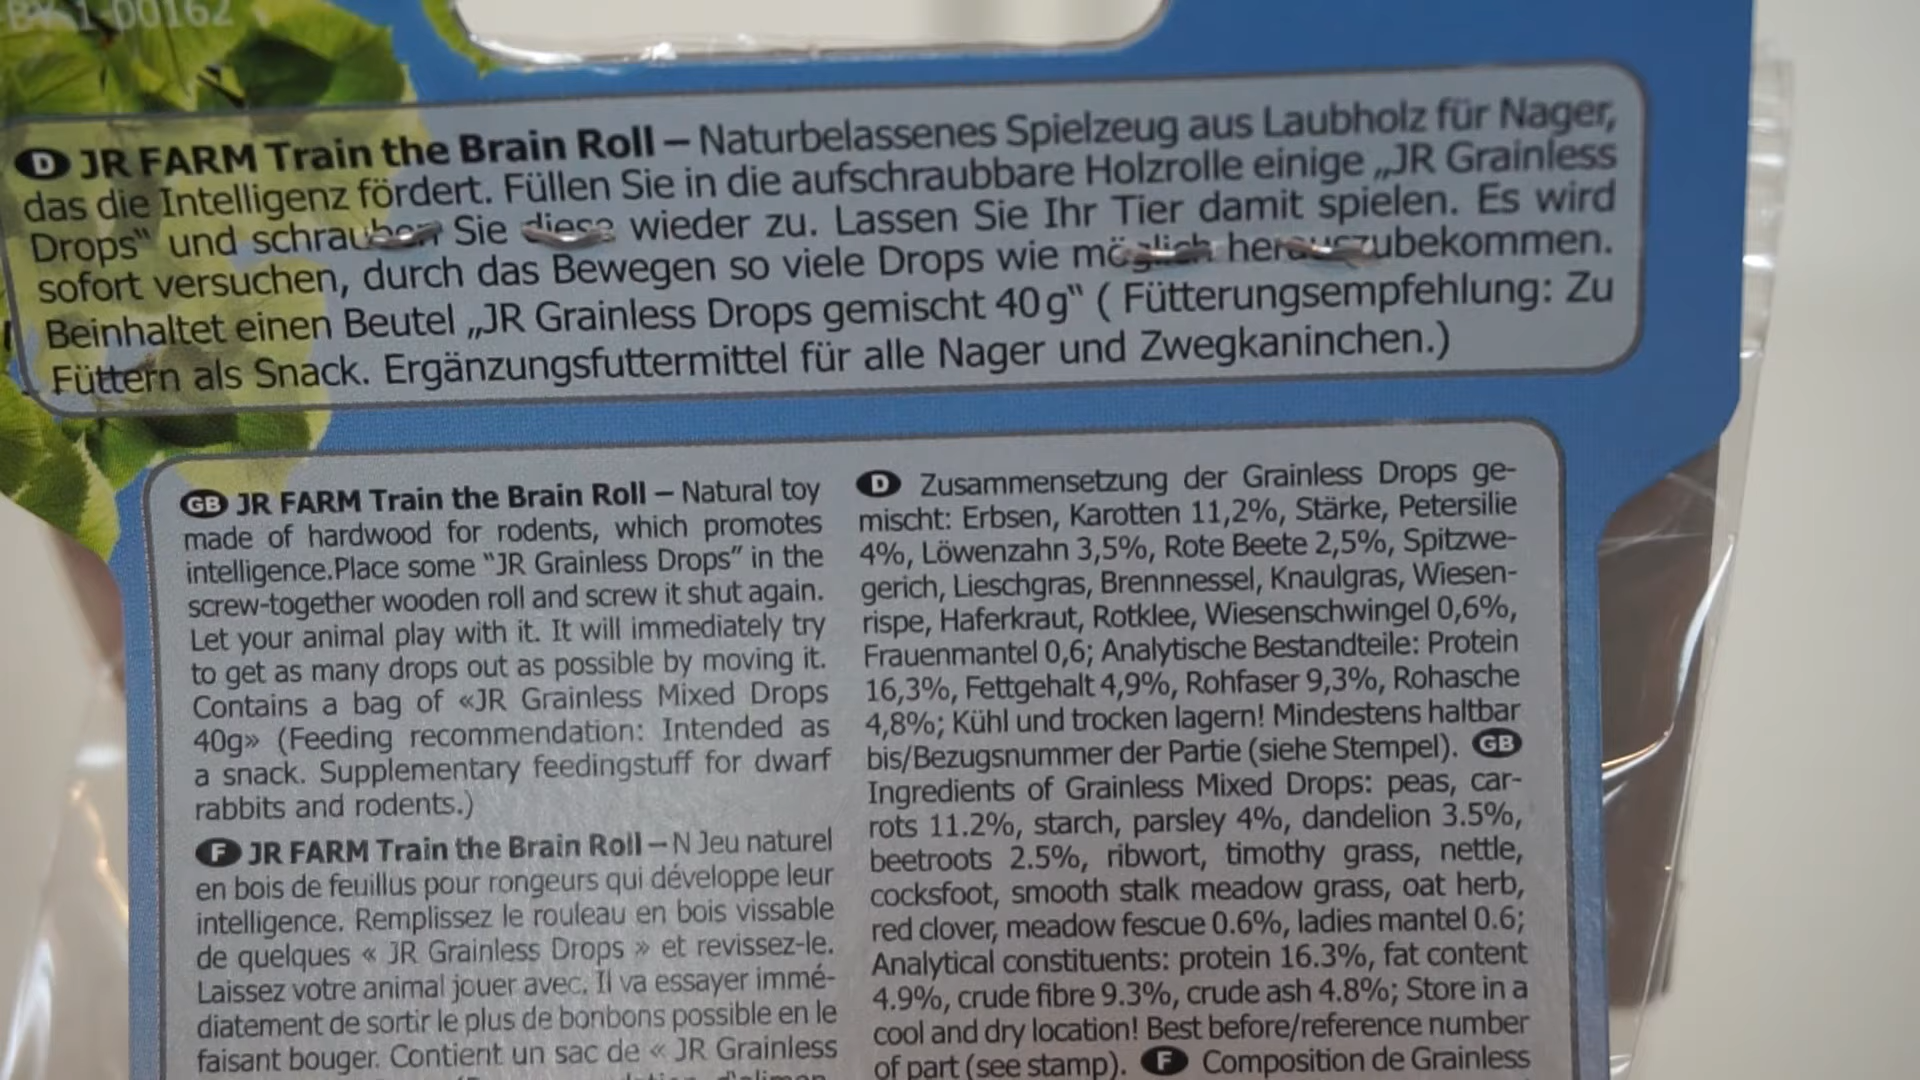 BY-1-00162
D JR FARM Train the Brain Roll – Naturbelassenes Spielzeug aus Laubholz für Nager,
das die Intelligenz fördert. Füllen Sie in die aufschraubbare Holzrolle einige „JR Grainless
Drops“ und schrauben Sie diese wieder zu. Lassen Sie Ihr Tier damit spielen. Es wird
sofort versuchen, durch das Bewegen so viele Drops wie möglich herauszubekommen.
Beinhaltet einen Beutel „JR Grainless Drops gemischt 40g“ ( Fütterungsempfehlung: Zu
Füttern als Snack. Ergänzungsfuttermittel für alle Nager und Zwegkaninchen.)
GB JR FARM Train the Brain Roll – Natural toy
made of hardwood for rodents, which promotes
intelligence.Place some “JR Grainless Drops” in the
screw-together wooden roll and screw it shut again.
Let your animal play with it. It will immediately try
to get as many drops out as possible by moving it.
Contains a bag of «JR Grainless Mixed Drops
40g» (Feeding recommendation: Intended as
a snack. Supplementary feedingstuff for dwarf
rabbits and rodents.)
F JR FARM Train the Brain Roll – N Jeu naturel
en bois de feuillus pour rongeurs qui développe leur
intelligence. Remplissez le rouleau en bois vissable
de quelques « JR Grainless Drops » et revissez-le.
Laissez votre animal jouer avec. Il va essayer immé-
diatement de sortir le plus de bonbons possible en le
faisant bouger. Contient un sac de « JR Grainless
D Zusammensetzung der Grainless Drops ge-
mischt: Erbsen, Karotten 11,2%, Stärke, Petersilie
4%, Löwenzahn 3,5%, Rote Beete 2,5%, Spitzwe-
gerich, Lieschgras, Brennnessel, Knaulgras, Wiesen-
rispe, Haferkraut, Rotklee, Wiesenschwingel 0,6%,
Frauenmantel 0,6; Analytische Bestandteile: Protein
16,3%, Fettgehalt 4,9%, Rohfaser 9,3%, Rohasche
4,8%; Kühl und trocken lagern! Mindestens haltbar
bis/Bezugsnummer der Partie (siehe Stempel). GB
Ingredients of Grainless Mixed Drops: peas, car-
rots 11.2%, starch, parsley 4%, dandelion 3.5%,
beetroots 2.5%, ribwort, timothy grass, nettle,
cocksfoot, smooth stalk meadow grass, oat herb,
red clover, meadow fescue 0.6%, ladies mantel 0.6;
Analytical constituents: protein 16.3%, fat content
4.9%, crude fibre 9.3%, crude ash 4.8%; Store in a
cool and dry location! Best before/reference number
of part (see stamp). F Composition de Grainless